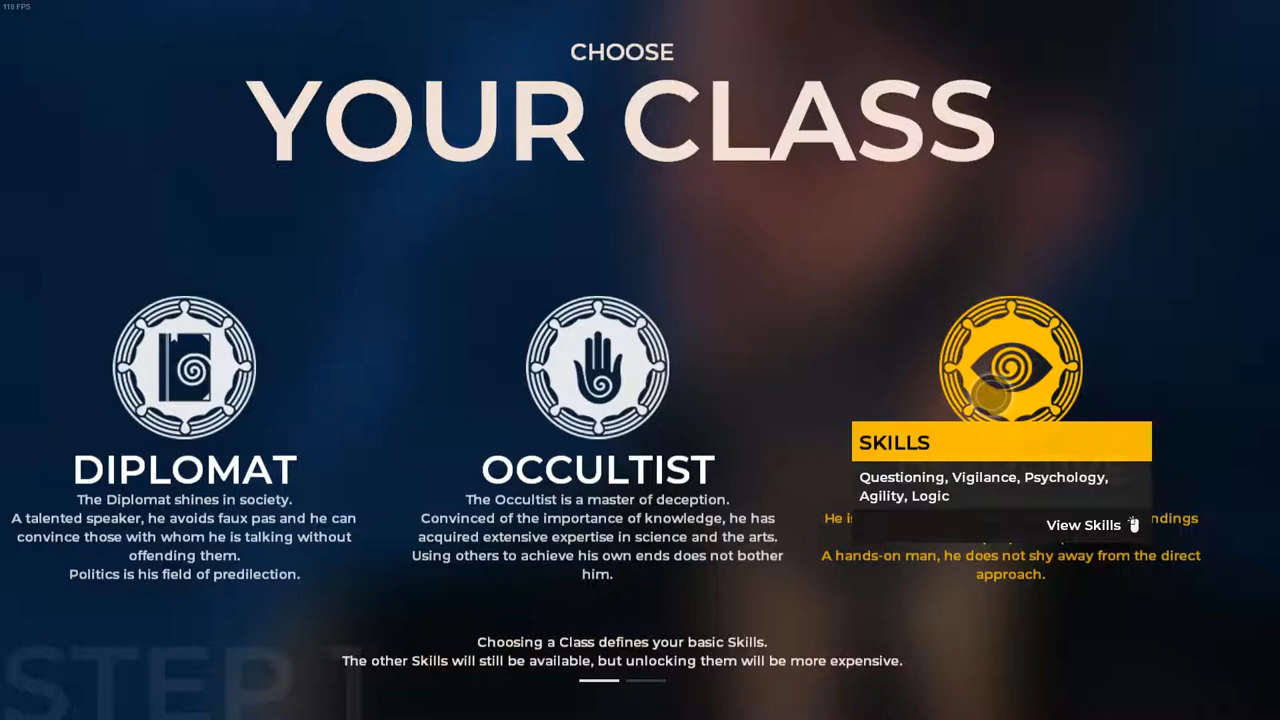 119 FPS
CHOOSE
YOUR CLASS
DIPLOMAT
The Diplomat shines in society.
A talented speaker, he avoids faux pas and he can
convince those with whom he is talking without
offending them.
Politics is his field of predilection.
OCCULTIST
The Occultist is a master of deception.
Convinced of the importance of knowledge, he has
acquired extensive expertise in science and the arts.
Using others to achieve his own ends does not bother
him.
SKILLS
Questioning, Vigilance, Psychology,
Agility, Logic
View Skills
He
A hands-on man, he does not shy away from the direct
approach.
Choosing a Class defines your basic Skills.
The other Skills will still be available, but unlocking them will be more expensive.
STEP